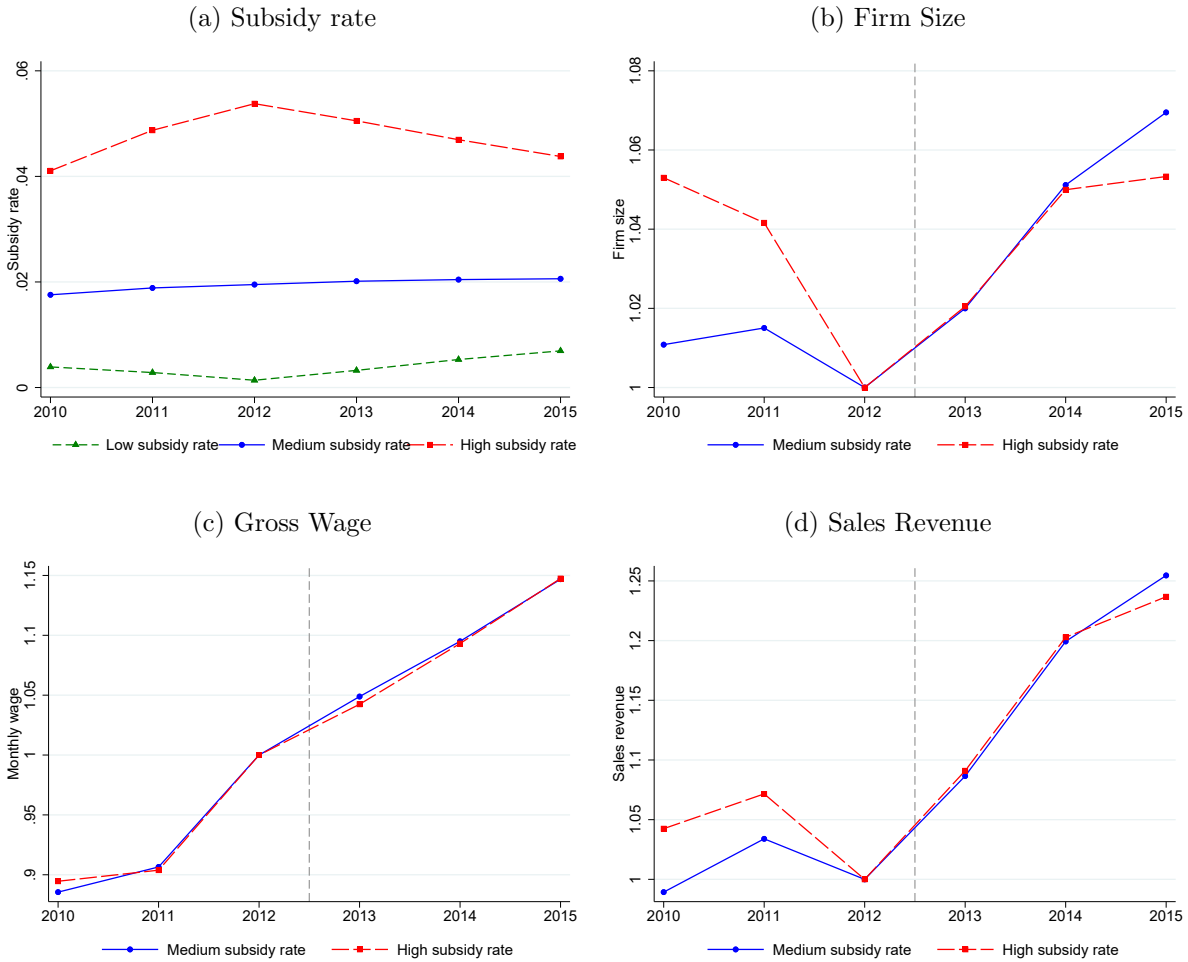 (a) Subsidy rate
Subsidy rate
.06
.04
.02
0
2010 2011 2012 2013 2014 2015
Low subsidy rate Medium subsidy rate High subsidy rate
(b) Firm Size
Firm size
1.08
1.06
1.04
1.02
1
2010 2011 2012 2013 2014 2015
Medium subsidy rate High subsidy rate
(c) Gross Wage
Monthly wage
1.15
1.1
1.05
1
.95
.9
2010 2011 2012 2013 2014 2015
Medium subsidy rate High subsidy rate
(d) Sales Revenue
Sales revenue
1.25
1.2
1.15
1.1
1.05
1
2010 2011 2012 2013 2014 2015
Medium subsidy rate High subsidy rate